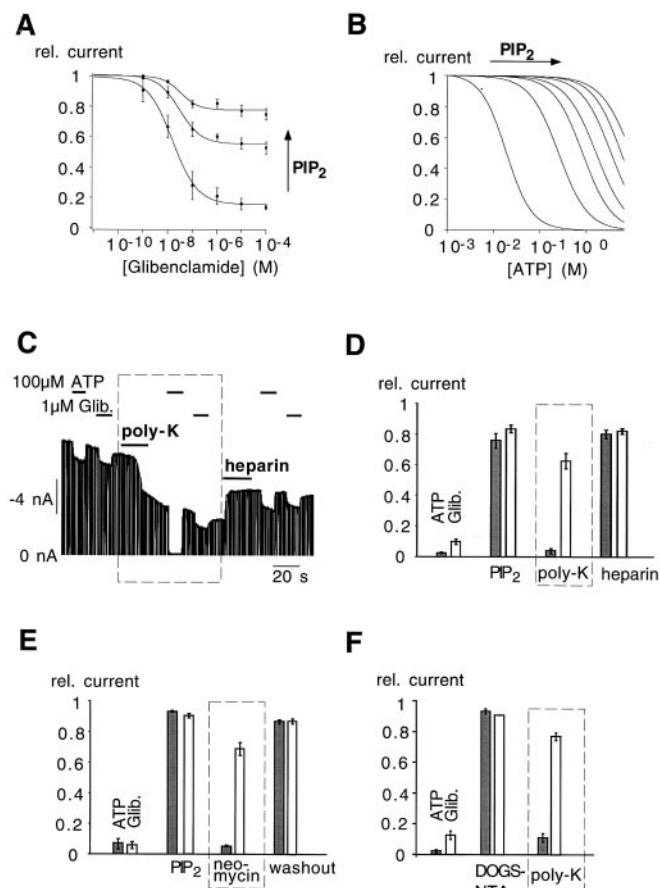 A
rel. current
1
0.8
0.6
0.4
0.2
0
10-10 10-8 10-6 10-4
[Glibenclamide] (M)
PIP2
B
rel. current
PIP2
1
0.8
0.6
0.4
0.2
0
10-3 10-2 10-1 10 0
[ATP] (M)
C
100µM ATP
1µM Glib.
poly-K
heparin
-4 nA
0 nA
20 s
D
rel. current
1
0.8
0.6
0.4
0.2
0
ATP
Glib.
PIP2
poly-K
heparin
E
rel. current
1
0.8
0.6
0.4
0.2
0
ATP
Glib.
PIP2
neo-
mycin
washout
F
rel. current
1
0.8
0.6
0.4
0.2
0
ATP
Glib.
DOGS-
NTA
poly-K